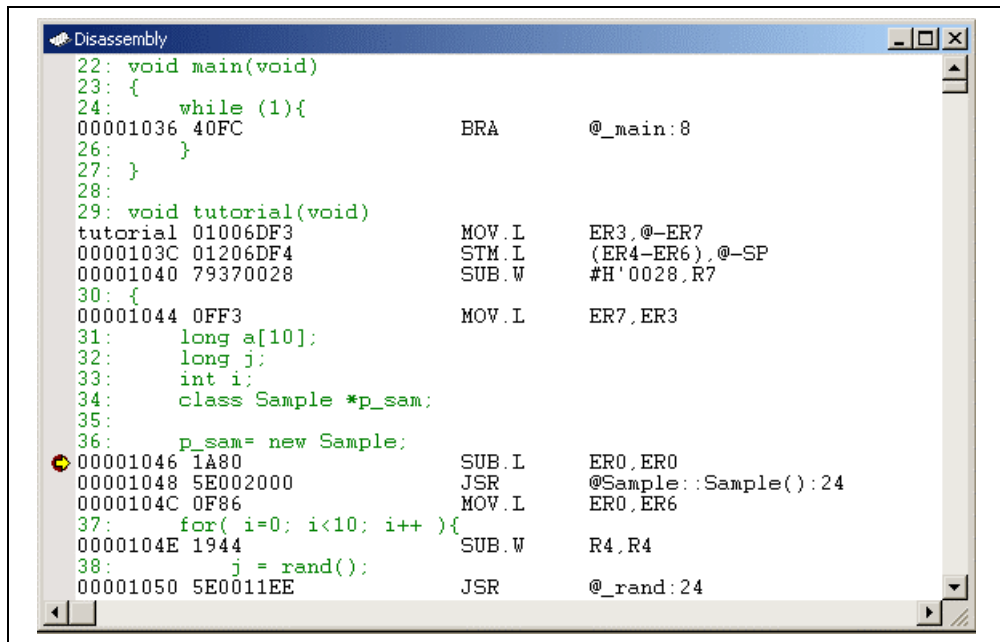 Disassembly
22: void main(void)
23: {
24:     while (1){
00001036 40FC                    BRA      @_main:8
26:     }
27: }
28:
29: void tutorial(void)
tutorial 01006DF3                MOV.L    ER3,@-ER7
0000103C 01206DF4                STM.L    (ER4-ER6),@-SP
00001040 79370028                SUB.W    #H'0028,R7
30: {
00001044 0FF3                    MOV.L    ER7,ER3
31:     long a[10];
32:     long j;
33:     int i;
34:     class Sample *p_sam;
35:
36:     p_sam= new Sample;
00001046 1A80                    SUB.L    ER0,ER0
00001048 5E002000                JSR      @Sample::Sample():24
0000104C 0F86                    MOV.L    ER0,ER6
37:     for( i=0; i<10; i++ ){
0000104E 1944                    SUB.W    R4,R4
38:         j = rand();
00001050 5E0011EE                JSR      @_rand:24